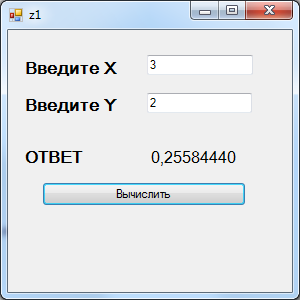 z1
Введите X 3
Введите Y 2
ОТВЕТ 0,25584440
Вычислить